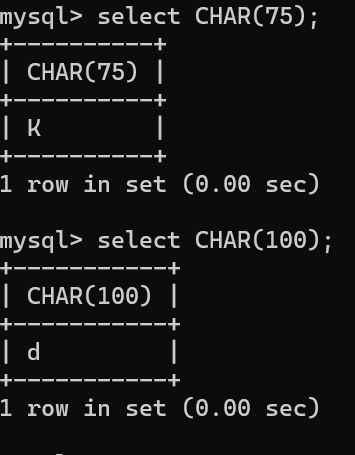 mysql> select CHAR(75);
+----------+
| CHAR(75) |
+----------+
| K        |
+----------+
1 row in set (0.00 sec)

mysql> select CHAR(100);
+-----------+
| CHAR(100) |
+-----------+
| d         |
+-----------+
1 row in set (0.00 sec)